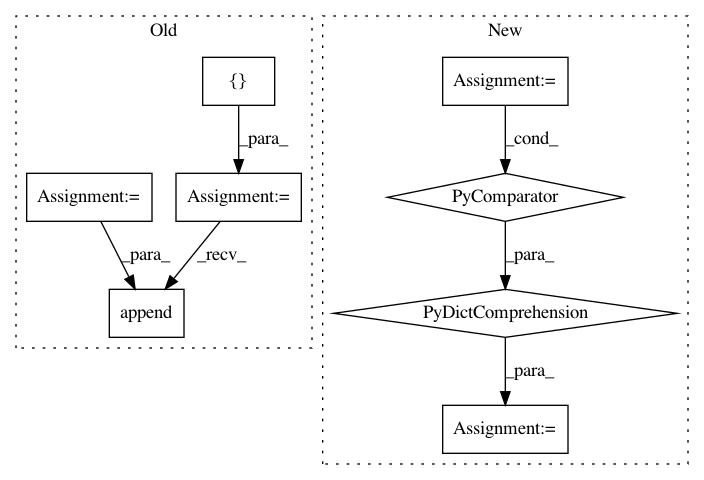 Old
{}
_para_
Assignment:=
Assignment:=
_para_
_recv_
append
New
Assignment:=
_cond_
PyComparator
_para_
PyDictComprehension
_para_
Assignment:=